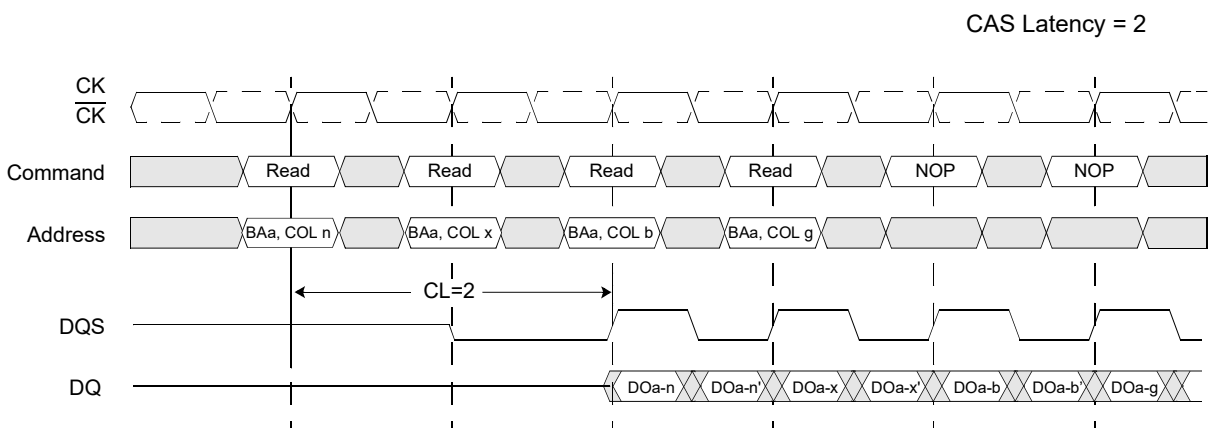 CAS Latency = 2
CK
CK
Command Read Read Read Read NOP NOP
Address BAa, COL n BAa, COL x BAa, COL b BAa, COL g
CL=2
DQS
DQ DOa-n DOa-n' DOa-x DOa-x' DOa-b DOa-b' DOa-g